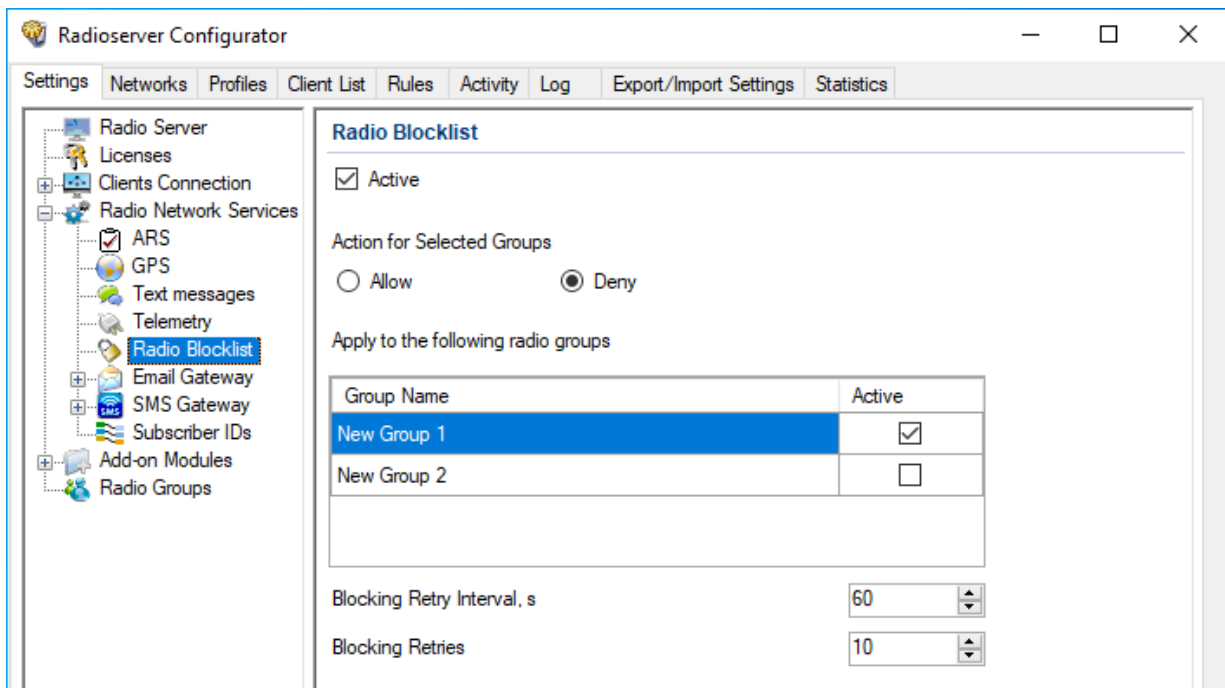 Radioserver Configurator
Settings Networks Profiles Client List Rules Activity Log Export/Import Settings Statistics
Radio Server
Licenses
Clients Connection
Radio Network Services
ARS
GPS
Text messages
Telemetry
Radio Blocklist
Email Gateway
SMS
SMS Gateway
Subscriber IDs
Add-on Modules
Radio Groups
Radio Blocklist
Active
Action for Selected Groups
Allow Deny
Apply to the following radio groups
Group Name Active
New Group 1
New Group 2
Blocking Retry Interval, s 60
Blocking Retries 10